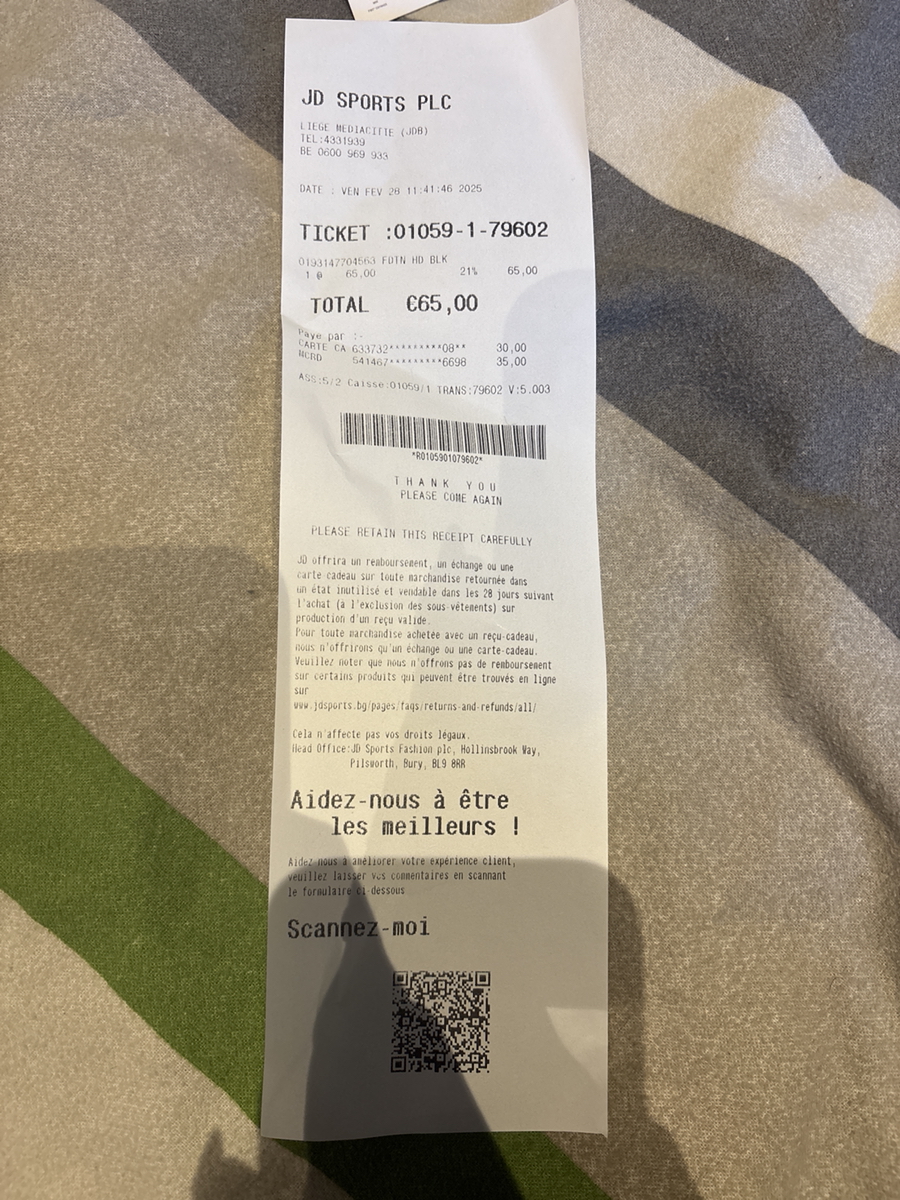 JD SPORTS PLC
LIEGE MEDIACITIE (JDB)
TEL:4331939
BE 0600 969 933
DATE : VEN FEV 28 11:41:46 2025
TICKET :01059-1-79602
0193147704563 FDTN HD BLK
1 @ 65,00 21% 65,00
TOTAL €65,00
Paye par :-
CARTE CA 633732*********08** 30,00
MCRD 541467*********6698 35,00
ASS:5/2 Caisse:01059/1 TRANS:79602 V:5.003
*R0105901079602*
THANK YOU
PLEASE COME AGAIN
PLEASE RETAIN THIS RECEIPT CAREFULLY
JD offrira un remboursement, un échange ou une
carte cadeau sur toute marchandise retournée dans
un état inutilisé et vendable dans les 28 jours suivant
l'achat (à l'exclusion des sous-vêtements) sur
production d'un reçu valide.
Pour toute marchandise achetée avec un reçu-cadeau,
nous n'offrirons qu'un échange ou une carte-cadeau.
Veuillez noter que nous n'offrons pas de remboursement
sur certains produits qui peuvent être trouvés en ligne
sur
www.jdsports.bg/pages/faqs/returns-and-refunds/all/
Cela n'affecte pas vos droits légaux.
Head Office:JD Sports Fashion plc, Hollinsbrook Way,
Pilsworth, Bury, BL9 8RR
Aidez-nous à être
les meilleurs !
Aidez nous à améliorer votre expérience client,
veuillez laisser vos commentaires en scannant
le formulaire ci-dessous
Scannez-moi